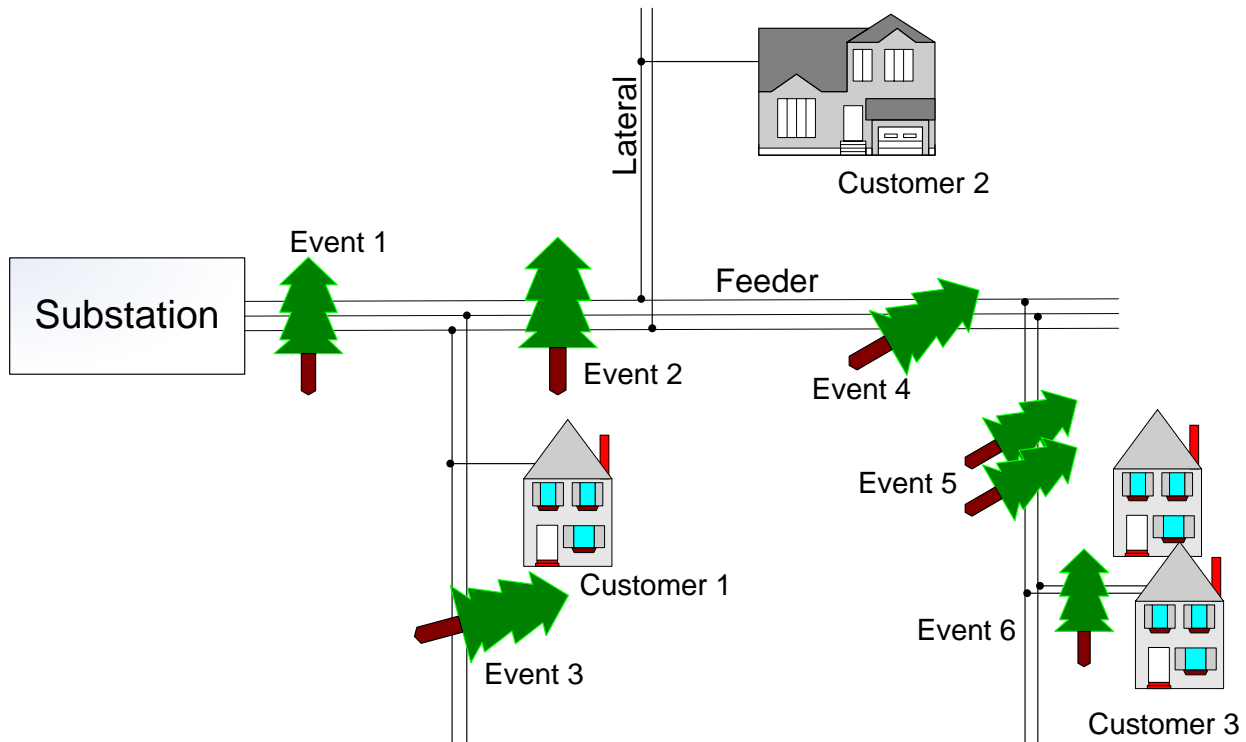 Lateral
Customer 2
Event 1
Substation
Feeder
Event 2
Event 4
Event 5
Customer 1
Event 3
Event 6
Customer 3